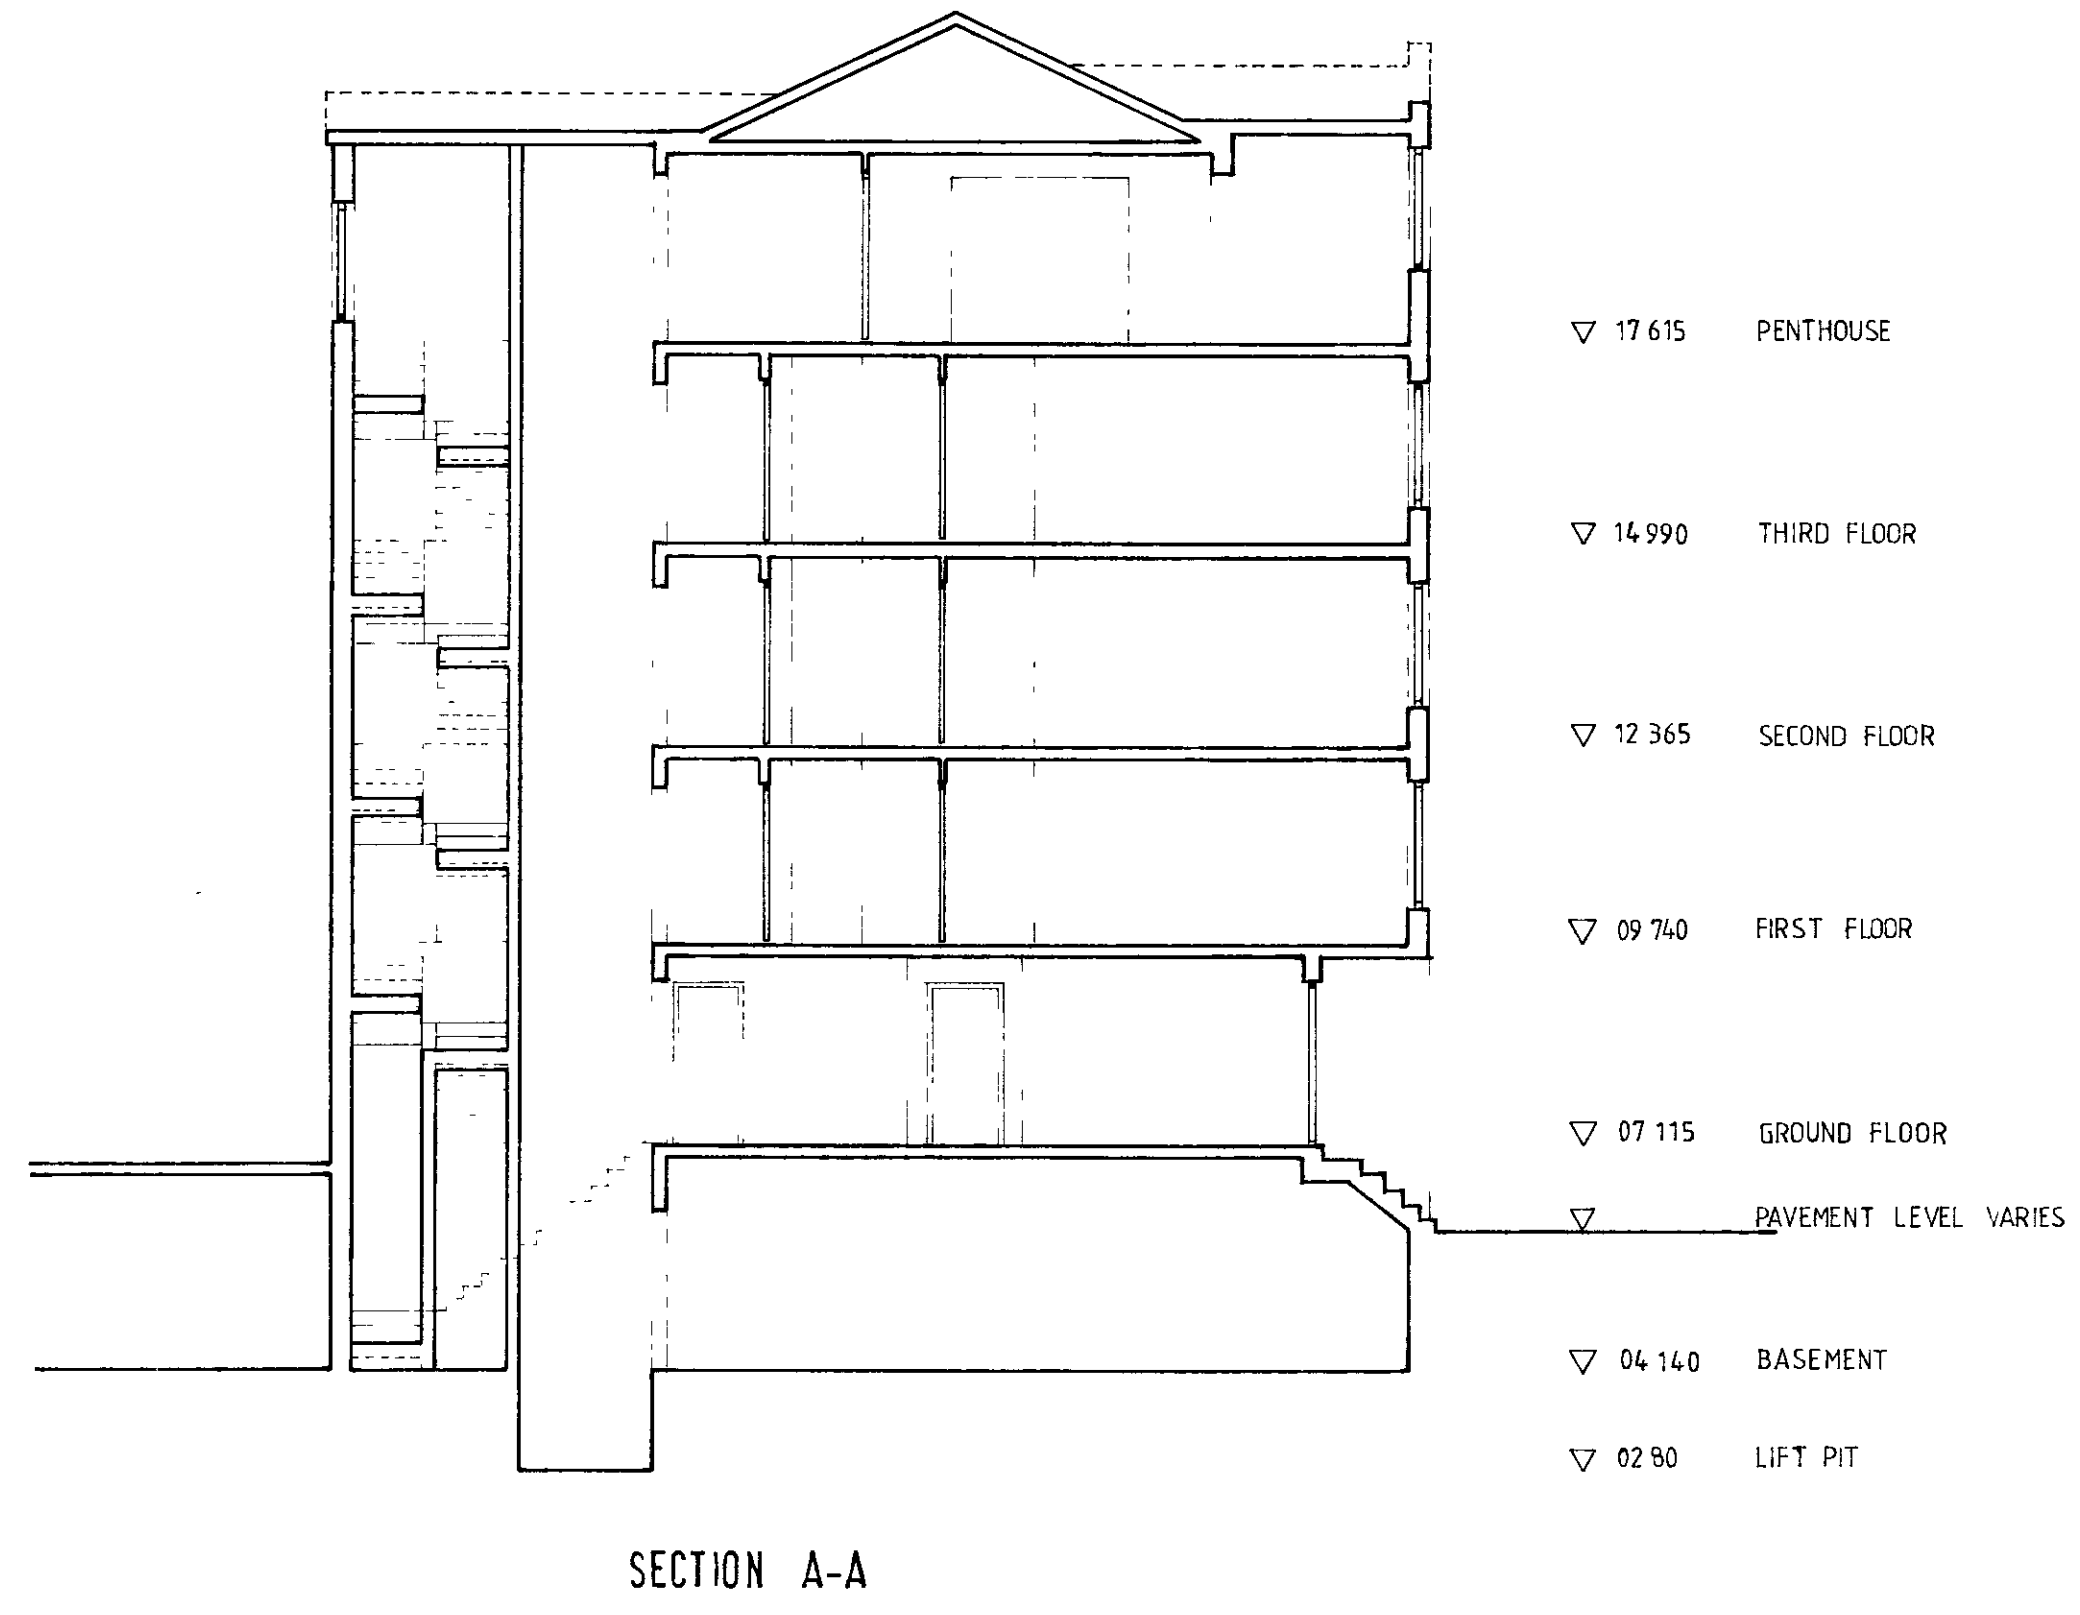 17 615 PENTHOUSE
14 990 THIRD FLOOR
12 365 SECOND FLOOR
09 740 FIRST FLOOR
07 115 GROUND FLOOR
PAVEMENT LEVEL VARIES
04 140 BASEMENT
02 80 LIFT PIT
SECTION A-A